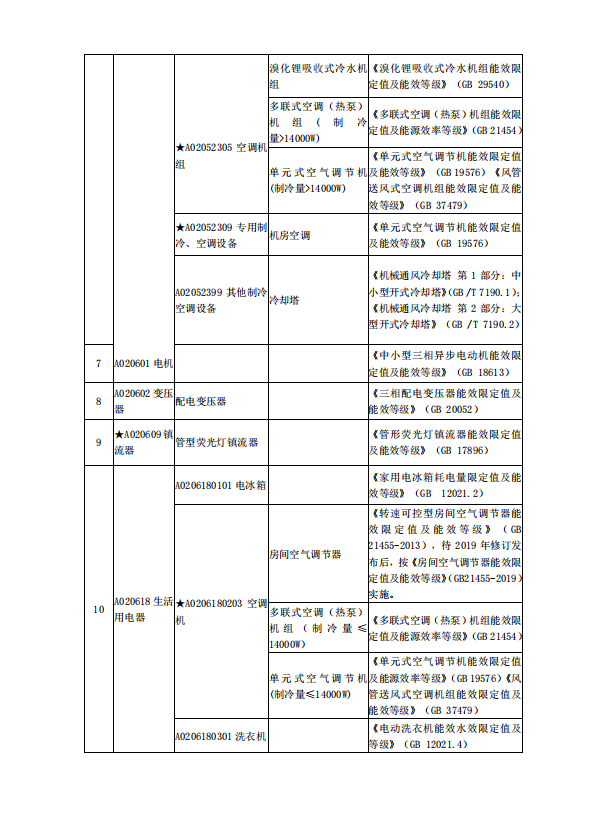 溴化锂吸收式冷水机
组
《溴化锂吸收式冷水机组能效限
定值及能效等级》（GB 29540）
★A02052305 空调机
组
多联式空调（热泵）
机组(制冷
量>14000W)
《多联式空调（热泵）机组能效限
定值及能源效率等级》（GB 21454）
单元式空气调节机
(制冷量>14000W)
《单元式空气调节机能效限定值
及能效等级》（GB 19576）《风管
送风式空调机组能效限定值及能
效等级》（GB 37479）
★A02052309 专用制
冷、空调设备
机房空调
《单元式空气调节机能效限定值
及能效等级》（GB 19576）
A02052399 其他制冷
空调设备
冷却塔
《机械通风冷却塔 第 1 部分：中
小型开式冷却塔》（GB /T 7190.1）；
《机械通风冷却塔 第 2 部分：大
型开式冷却塔》（GB /T 7190.2）
7
A020601 电机
《中小型三相异步电动机能效限
定值及能效等级》（GB 18613）
8
A020602 变压
器
配电变压器
《三相配电变压器能效限定值及
能效等级》（GB 20052）
9
★A020609 镇
流器
管型荧光灯镇流器
《管形荧光灯镇流器能效限定值
及能效等级》（GB 17896）
10
A020618 生活
用电器
A0206180101 电冰箱
《家用电冰箱耗电量限定值及能
效等级》（GB 12021.2）
★A0206180203 空调
机
房间空气调节器
《转速可控型房间空气调节器能
效限定值及能效等级》（GB
21455-2013），待 2019 年修订发
布后，按《房间空气调节器能效限
定值及能效等级》（GB21455-2019）
实施。
多联式空调（热泵）
机组（制冷量≤
14000W）
《多联式空调（热泵）机组能效限
定值及能源效率等级》（GB 21454）
单元式空气调节机
(制冷量≤14000W)
《单元式空气调节机能效限定值
及能源效率等级》（GB 19576）《风
管送风式空调机组能效限定值及
能效等级》（GB 37479）
A0206180301 洗衣机
《电动洗衣机能效水效限定值及
等级》（GB 12021.4）